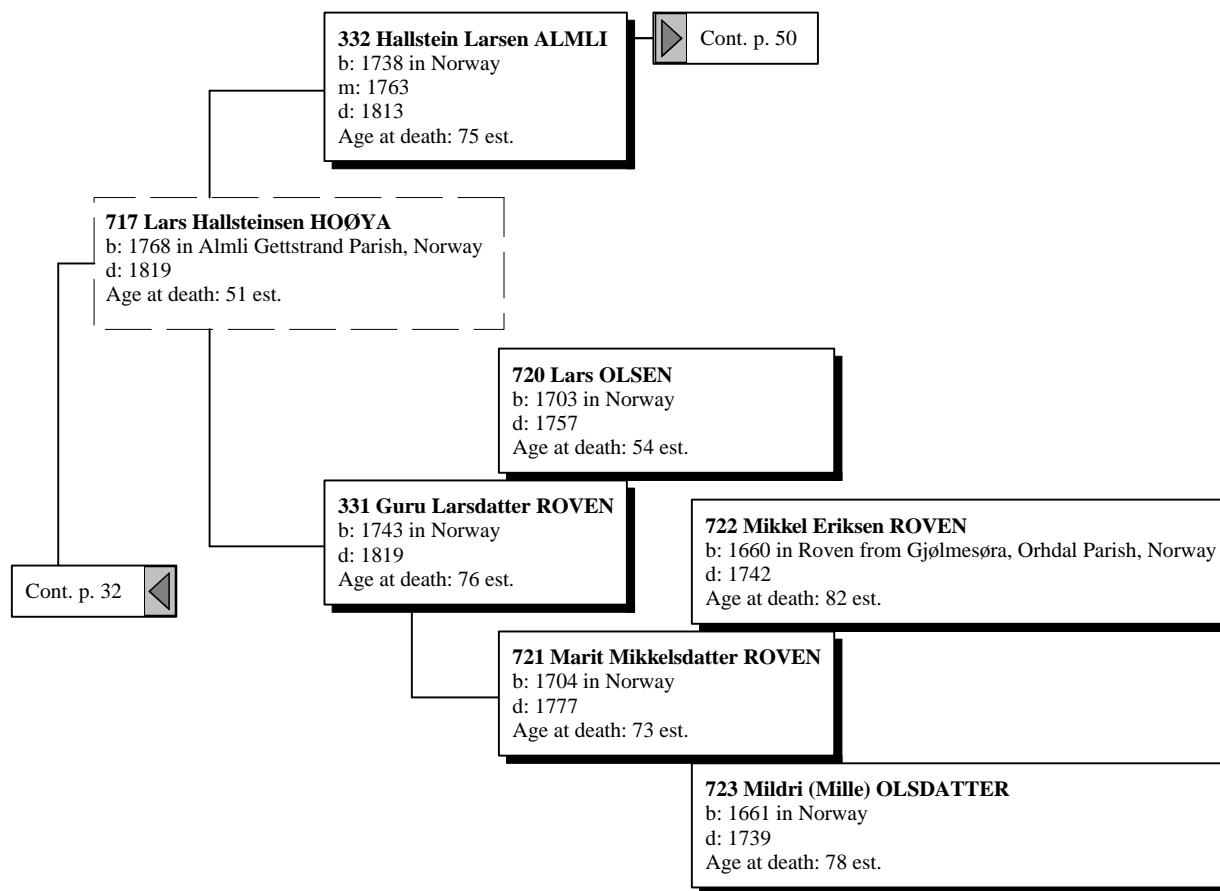 332 Hallstein Larsen ALMLI
b: 1738 in Norway
m: 1763
d: 1813
Age at death: 75 est.
Cont. p. 50
717 Lars Hallsteinsen HOØYA
b: 1768 in Almli Gettstrand Parish, Norway
d: 1819
Age at death: 51 est.
720 Lars OLSEN
b: 1703 in Norway
d: 1757
Age at death: 54 est.
331 Guru Larsdatter ROVEN
b: 1743 in Norway
d: 1819
Age at death: 76 est.
722 Mikkel Eriksen ROVEN
b: 1660 in Roven from Gjølmesøra, Orhdal Parish, Norway
d: 1742
Age at death: 82 est.
Cont. p. 32
721 Marit Mikkelsdatter ROVEN
b: 1704 in Norway
d: 1777
Age at death: 73 est.
723 Mildri (Mille) OLSDATTER
b: 1661 in Norway
d: 1739
Age at death: 78 est.